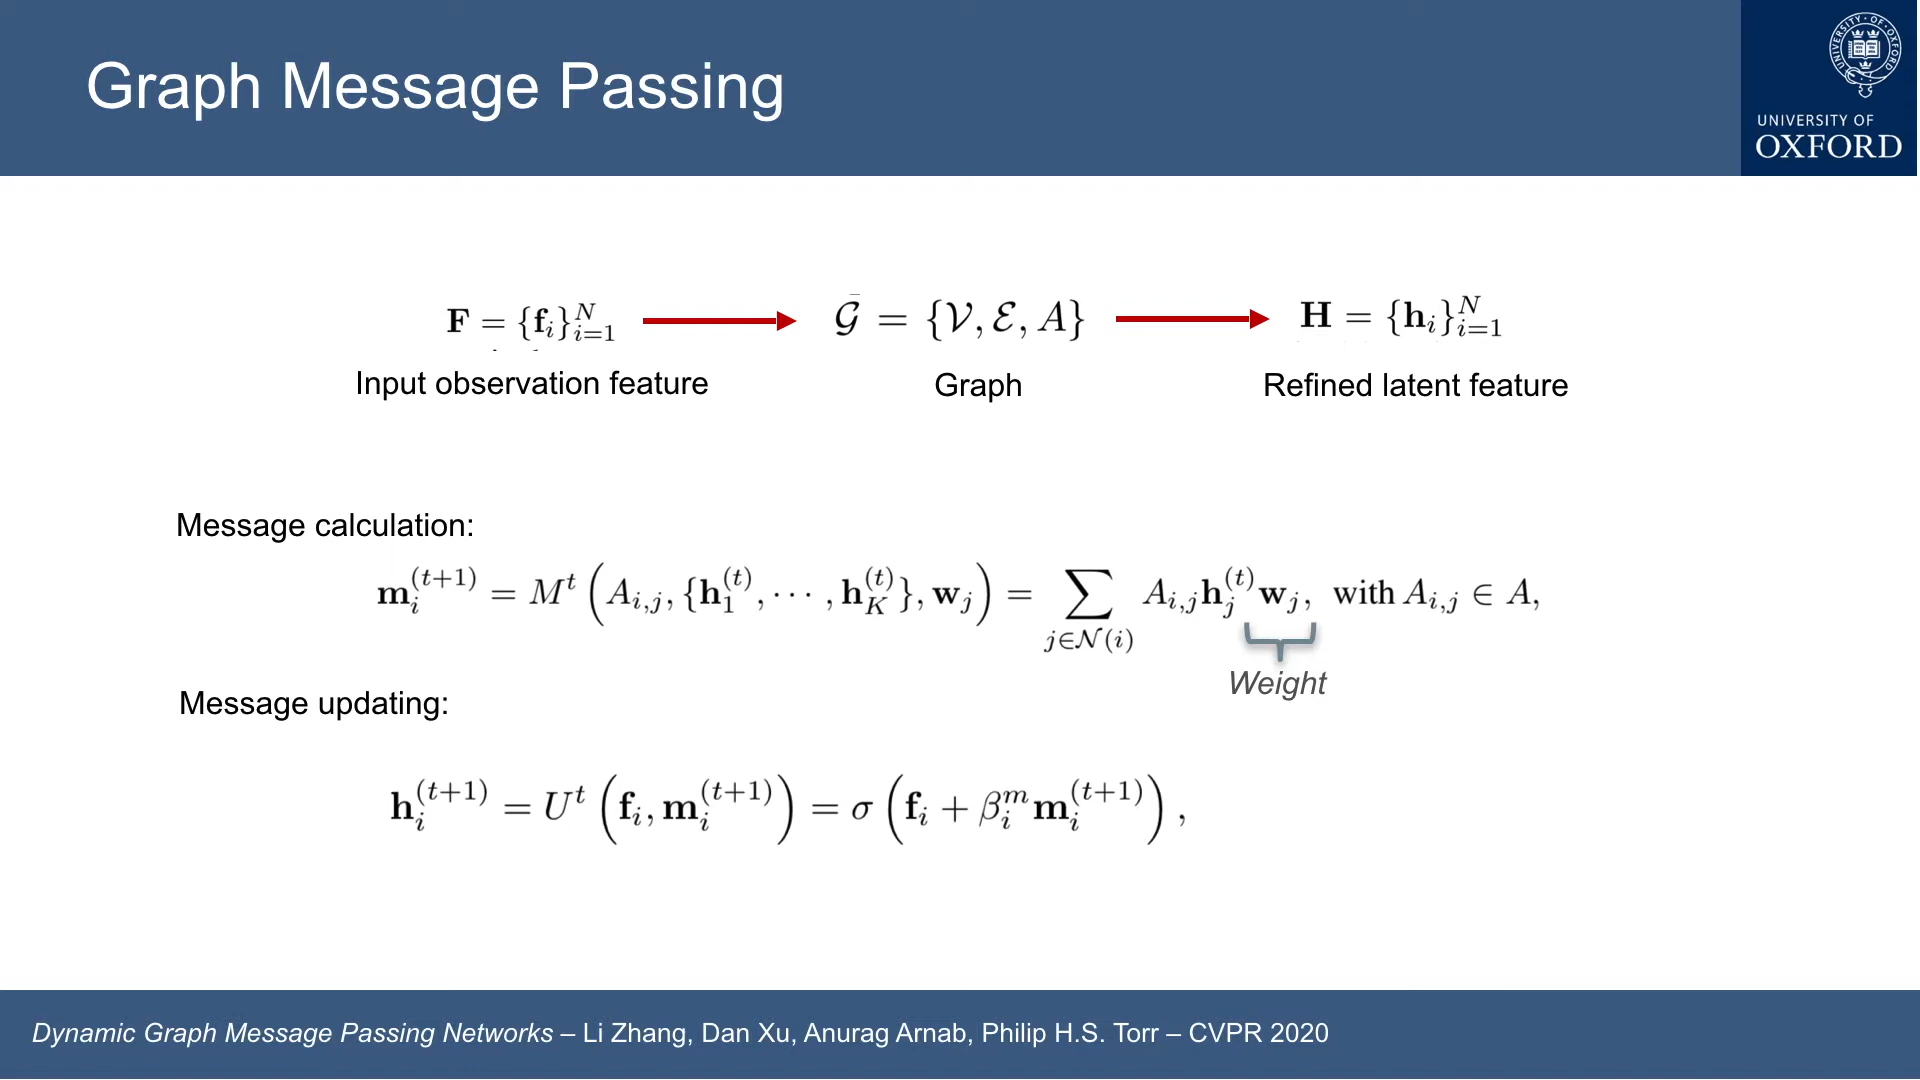 Graph Message Passing
UNIVERSITY OF
OXFORD
F = {f_i}_{i=1}^N
𝒢 = {𝒱, ℰ, A}
H = {h_i}_{i=1}^N
Input observation feature
Graph
Refined latent feature
Message calculation:
m_i^{(t+1)} = M^t (A_{i,j}, {h_1^{(t)}, ⋯ , h_K^{(t)}}, w_j) = ∑_{j∈𝒩(i)} A_{i,j} h_j^{(t)} w_j, with A_{i,j} ∈ A,
Weight
Message updating:
h_i^{(t+1)} = U^t (f_i, m_i^{(t+1)}) = σ (f_i + β_i^m m_i^{(t+1)}) ,
Dynamic Graph Message Passing Networks – Li Zhang, Dan Xu, Anurag Arnab, Philip H.S. Torr – CVPR 2020